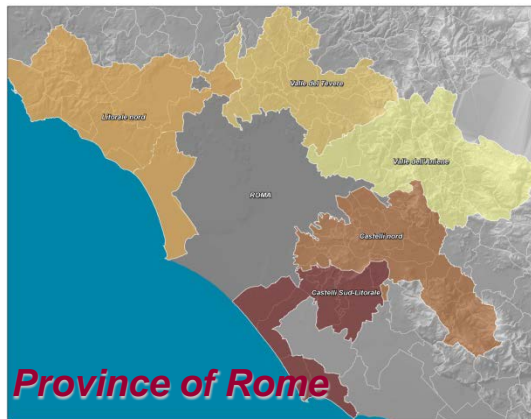 Valle del Tevere
Litorale nord
Valle dell'Aniene
ROMA
Castelli nord
Castelli Sud-Litorale
Province of Rome